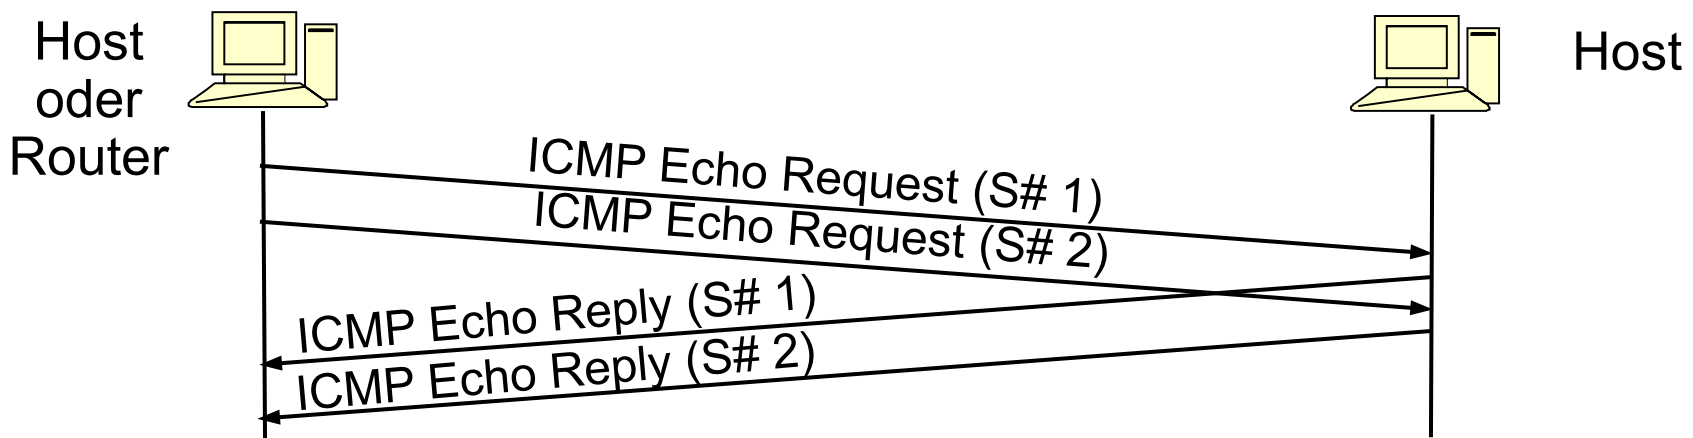 Host
oder
Router
Host
ICMP Echo Request (S# 1)
ICMP Echo Request (S# 2)
ICMP Echo Reply (S# 1)
ICMP Echo Reply (S# 2)